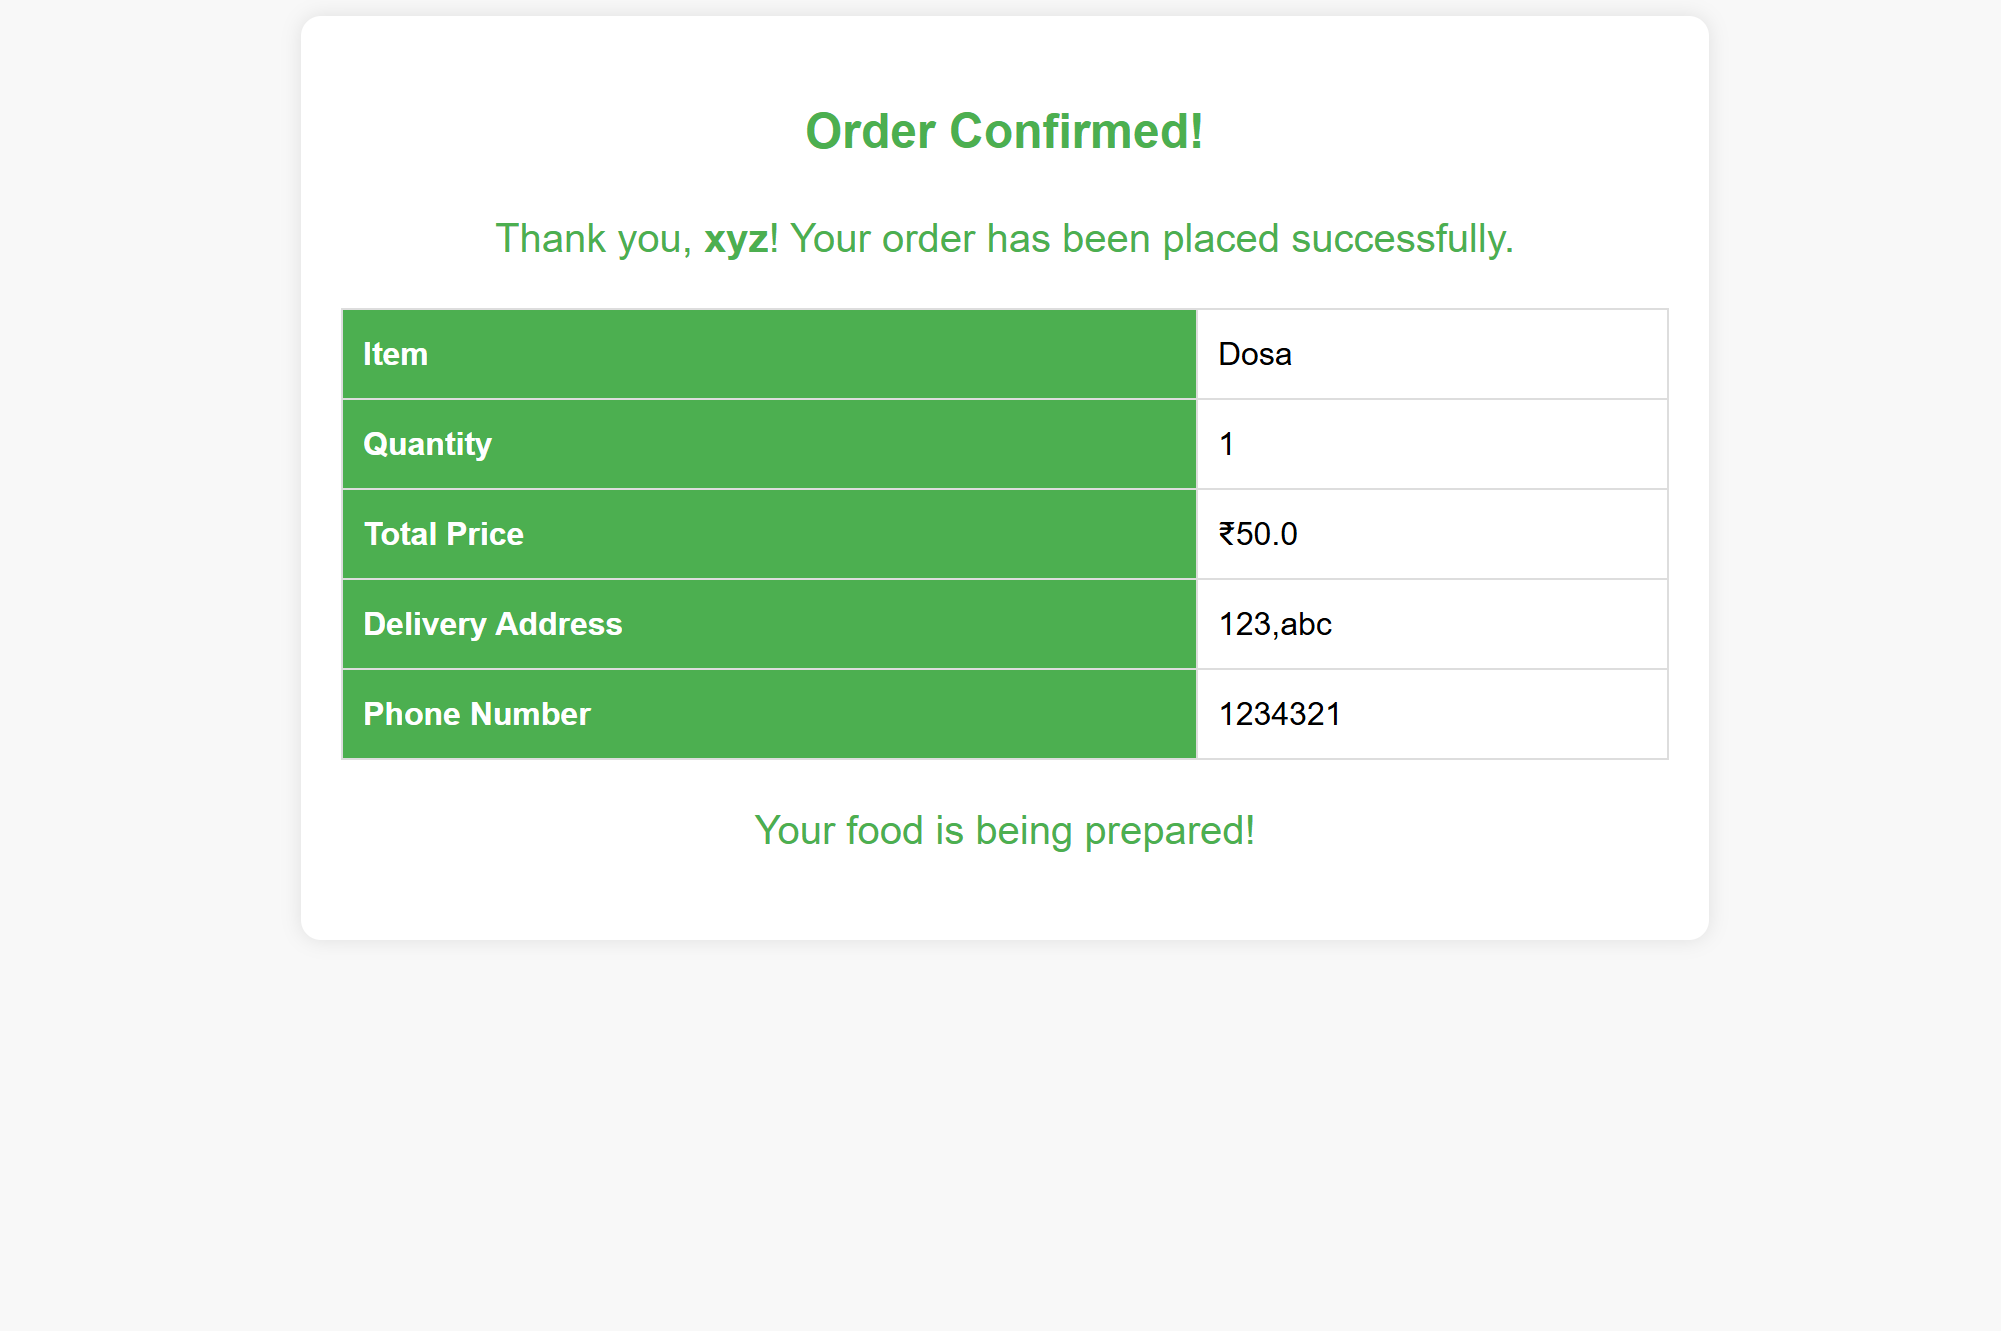 Order Confirmed!
Thank you, xyz! Your order has been placed successfully.
Item Dosa
Quantity 1
Total Price ₹50.0
Delivery Address 123,abc
Phone Number 1234321
Your food is being prepared!